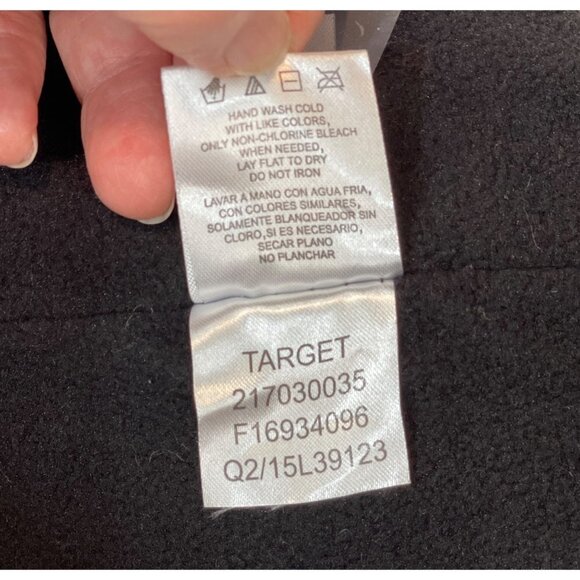 HAND WASH COLD
WITH LIKE COLORS,
ONLY NON-CHLORINE BLEACH
WHEN NEEDED,
LAY FLAT TO DRY
DO NOT IRON
LAVAR A MANO CON AGUA FRIA,
CON COLORES SIMILARES,
SOLAMENTE BLANQUEADOR SIN
CLORO,SI ES NECESARIO,
SECAR PLANO
NO PLANCHAR
TARGET
217030035
F16934096
Q2/15L39123